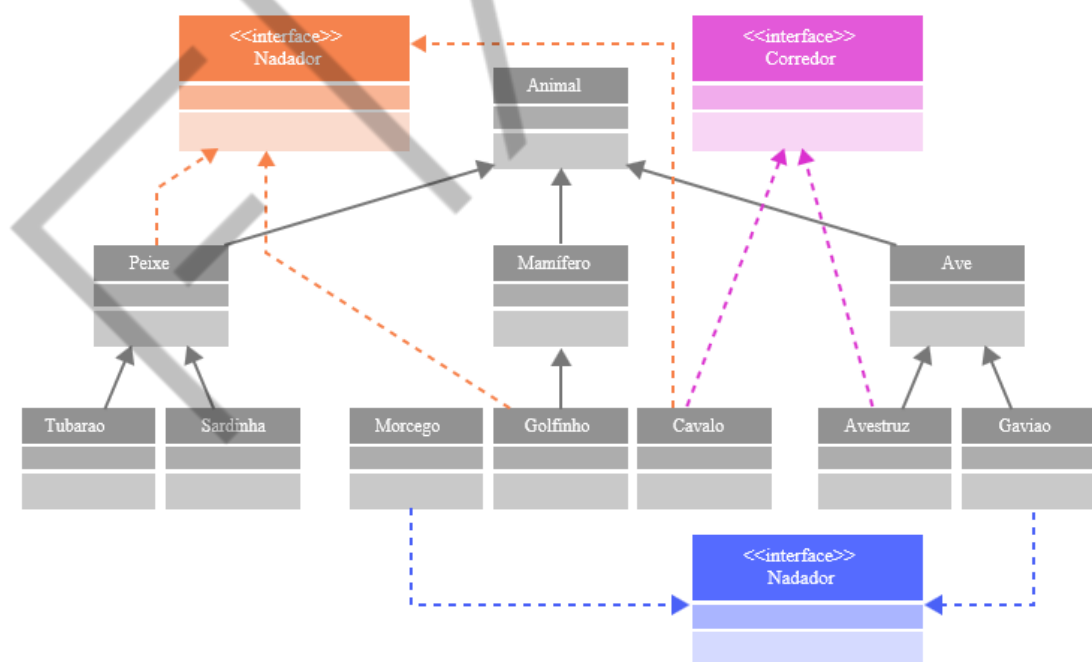 <<interface>>
Nadador
<<interface>>
Corredor
Animal
Peixe
Mamífero
Ave
Tubarao
Sardinha
Morcego
Golfinho
Cavalo
Avestruz
Gaviao
<<interface>>
Nadador